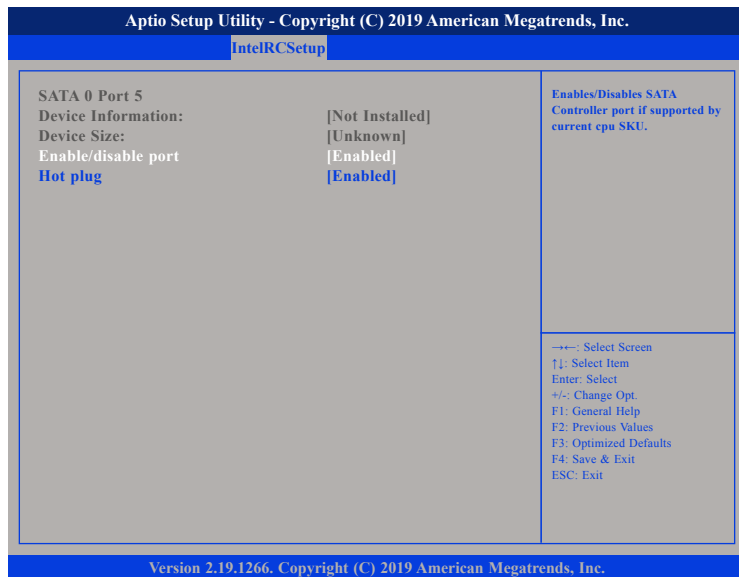 Aptio Setup Utility - Copyright (C) 2019 American Megatrends, Inc.
IntelRCSetup
SATA 0 Port 5
Device Information: [Not Installed]
Device Size: [Unknown]
Enable/disable port [Enabled]
Hot plug [Enabled]
Enables/Disables SATA
Controller port if supported by
current cpu SKU.
→←: Select Screen
↑↓: Select Item
Enter: Select
+/-: Change Opt.
F1: General Help
F2: Previous Values
F3: Optimized Defaults
F4: Save & Exit
ESC: Exit
Version 2.19.1266. Copyright (C) 2019 American Megatrends, Inc.